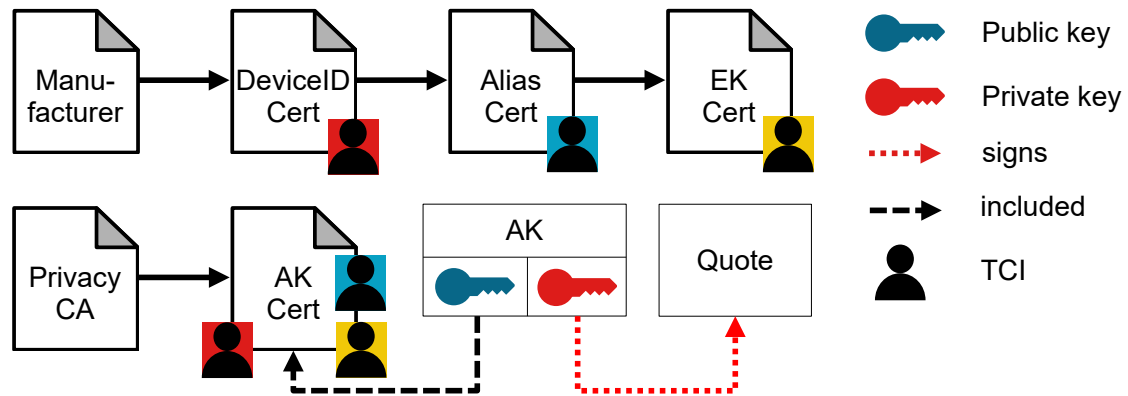 Manu-
facturer
DeviceID
Cert
Alias
Cert
EK
Cert
Public key
Private key
signs
included
TCI
Privacy
CA
AK
Cert
AK
Quote